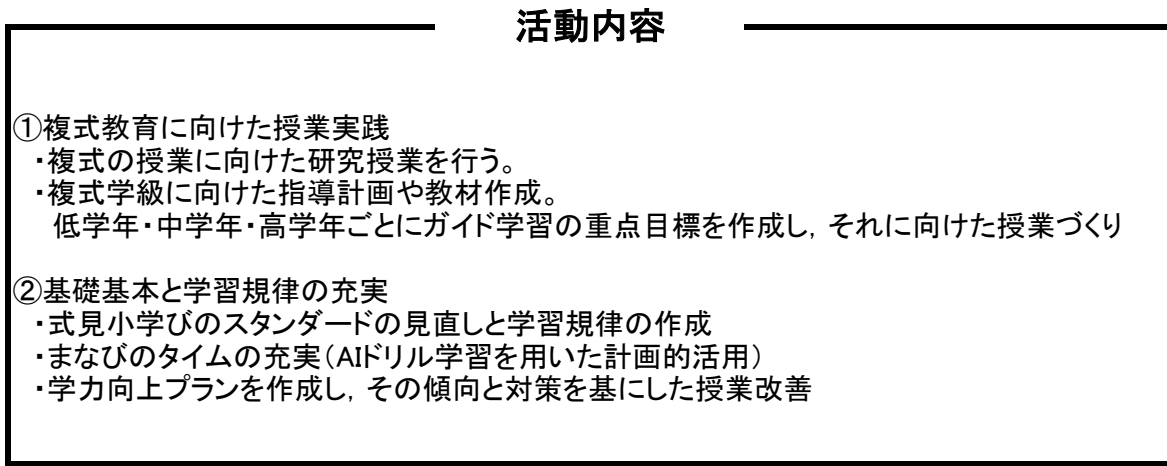 活動内容
①複式教育に向けた授業実践
・複式の授業に向けた研究授業を行う。
・複式学級に向けた指導計画や教材作成。
低学年・中学年・高学年ごとにガイド学習の重点目標を作成し，それに向けた授業づくり
②基礎基本と学習規律の充実
・式見小学びのスタンダードの見直しと学習規律の作成
・まなびのタイムの充実（AIドリル学習を用いた計画的活用）
・学力向上プランを作成し，その傾向と対策を基にした授業改善